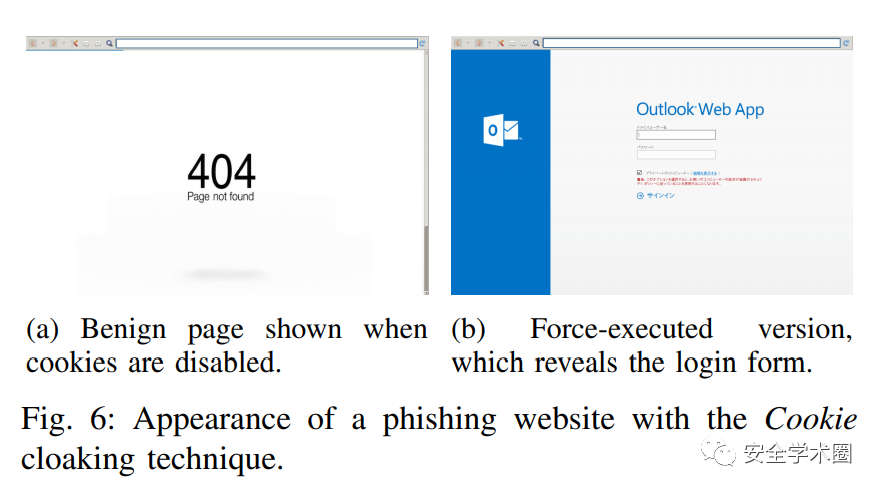 404
Page not found
Outlook Web App
ドメイン\ユーザー名:
パスワード:
サインイン
(a) Benign page shown when
cookies are disabled.
(b) Force-executed version,
which reveals the login form.
Fig. 6: Appearance of a phishing website with the Cookie
cloaking technique.
安全学术圈